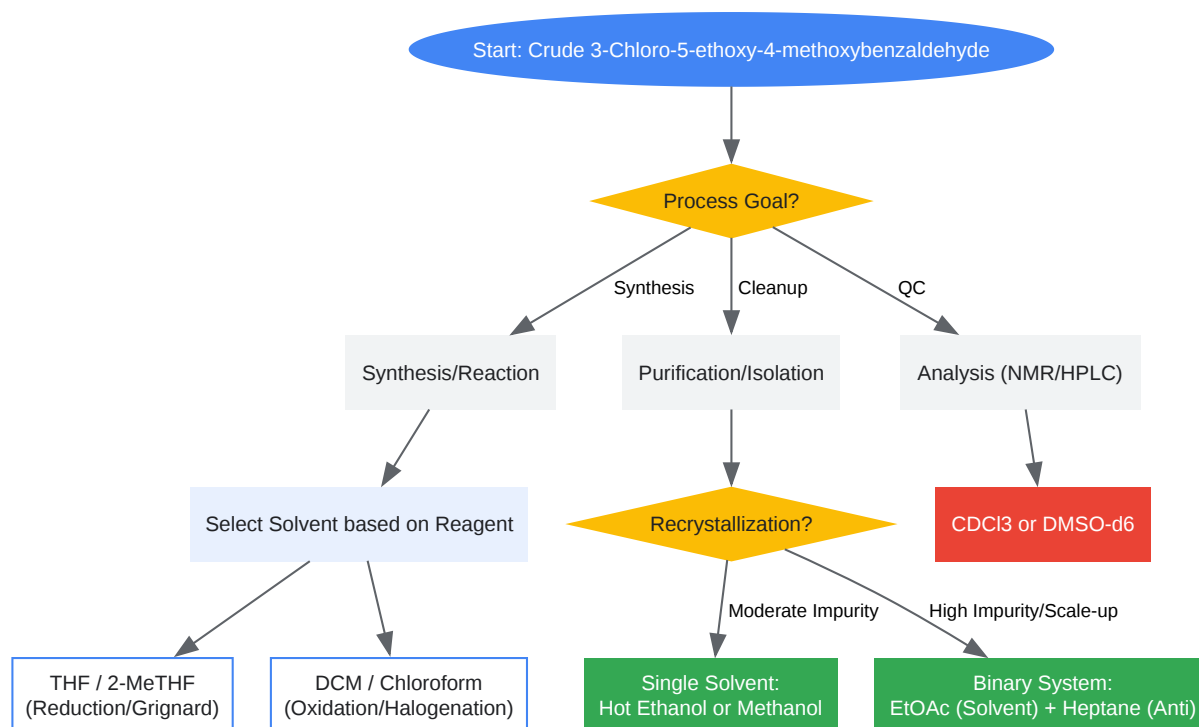 Start: Crude 3-Chloro-5-ethoxy-4-methoxybenzaldehyde
Process Goal?
Synthesis
Cleanup
QC
Synthesis/Reaction
Purification/Isolation
Analysis (NMR/HPLC)
Select Solvent based on Reagent
Recrystallization?
CDCl3 or DMSO-d6
Moderate Impurity
High Impurity/Scale-up
THF / 2-MeTHF
(Reduction/Grignard)
DCM / Chloroform
(Oxidation/Halogenation)
Single Solvent:
Hot Ethanol or Methanol
Binary System:
EtOAc (Solvent) + Heptane (Anti)